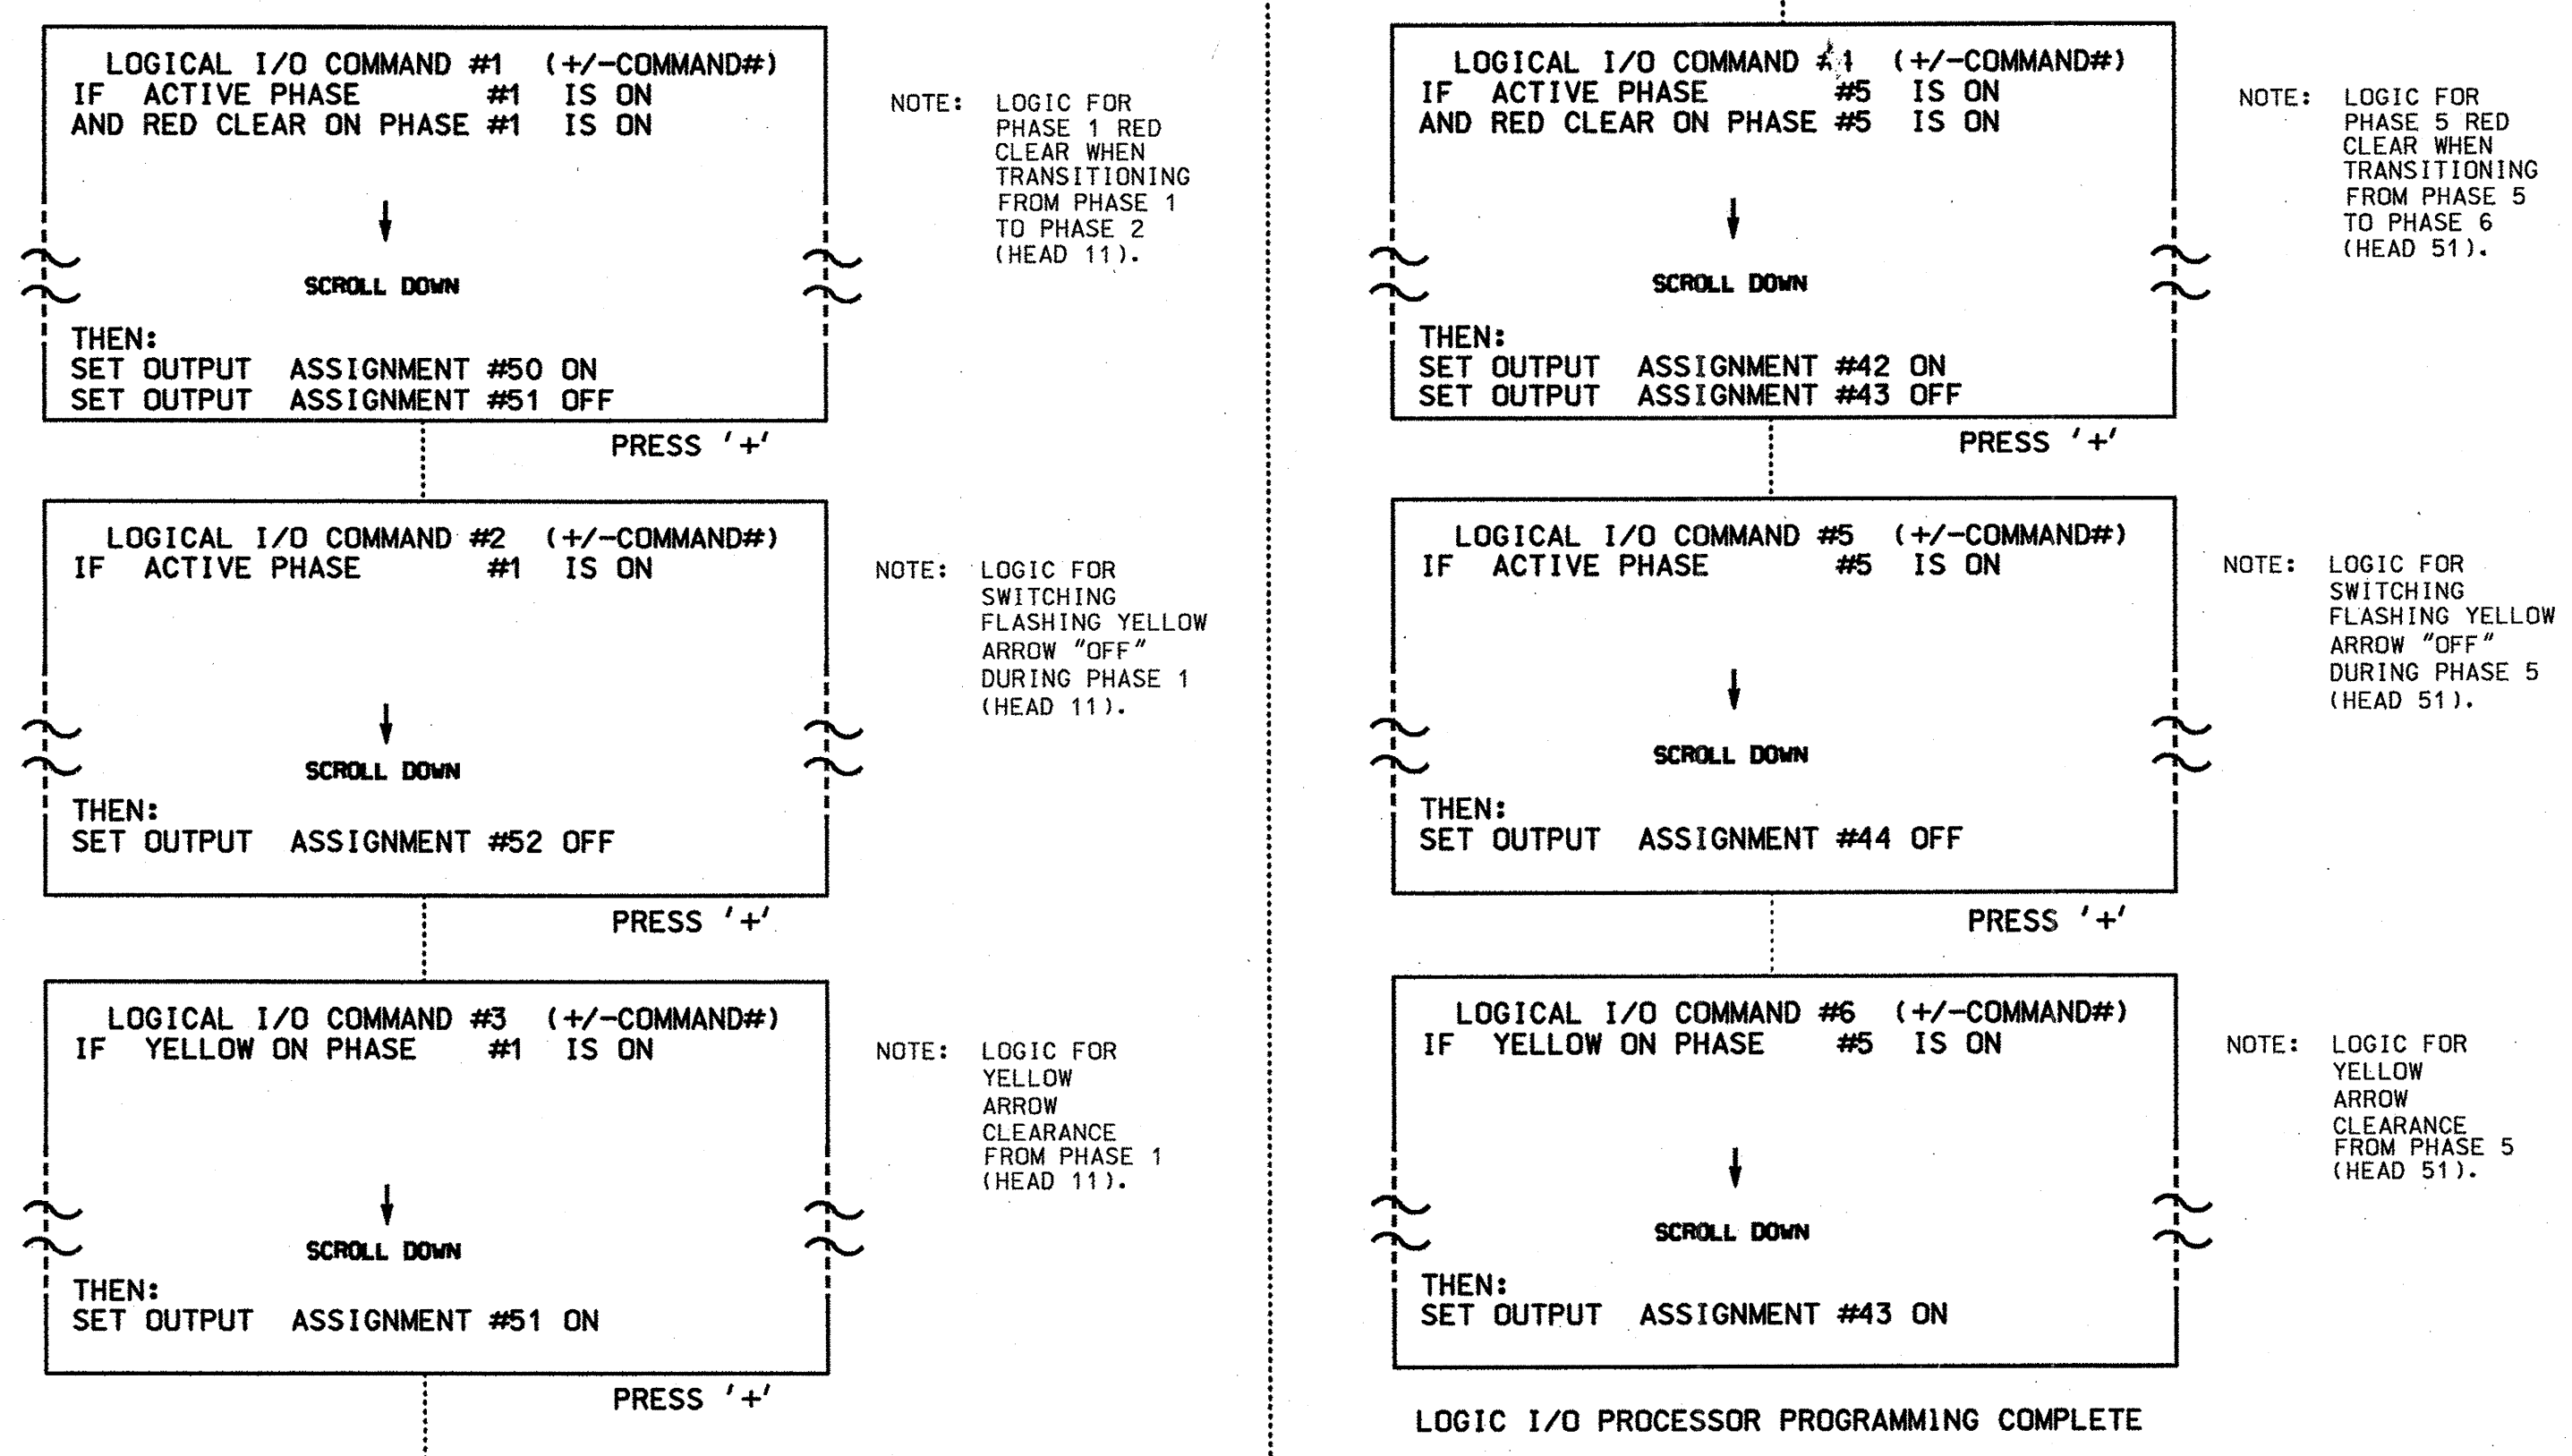 LOGICAL I/O COMMAND #1 (+/-COMMAND#)
IF ACTIVE PHASE #1 IS ON
AND RED CLEAR ON PHASE #1 IS ON
SCROLL DOWN
THEN:
SET OUTPUT ASSIGNMENT #50 ON
SET OUTPUT ASSIGNMENT #51 OFF
PRESS '+'
NOTE: LOGIC FOR
PHASE 1 RED
CLEAR WHEN
TRANSITIONING
FROM PHASE 1
TO PHASE 2
(HEAD 11).
LOGICAL I/O COMMAND #2 (+/-COMMAND#)
IF ACTIVE PHASE #1 IS ON
SCROLL DOWN
THEN:
SET OUTPUT ASSIGNMENT #52 OFF
PRESS '+'
NOTE: LOGIC FOR
SWITCHING
FLASHING YELLOW
ARROW "OFF"
DURING PHASE 1
(HEAD 11).
LOGICAL I/O COMMAND #3 (+/-COMMAND#)
IF YELLOW ON PHASE #1 IS ON
SCROLL DOWN
THEN:
SET OUTPUT ASSIGNMENT #51 ON
PRESS '+'
NOTE: LOGIC FOR
YELLOW
ARROW
CLEARANCE
FROM PHASE 1
(HEAD 11).
LOGICAL I/O COMMAND (+/-COMMAND#)
IF ACTIVE PHASE #5 IS ON
AND RED CLEAR ON PHASE #5 IS ON
SCROLL DOWN
THEN:
SET OUTPUT ASSIGNMENT #42 ON
SET OUTPUT ASSIGNMENT #43 OFF
PRESS '+'
NOTE: LOGIC FOR
PHASE 5 RED
CLEAR WHEN
TRANSITIONING
FROM PHASE 5
TO PHASE 6
(HEAD 51).
LOGICAL I/O COMMAND #5 (+/-COMMAND#)
IF ACTIVE PHASE #5 IS ON
SCROLL DOWN
THEN:
SET OUTPUT ASSIGNMENT #44 OFF
PRESS '+'
NOTE: LOGIC FOR
SWITCHING
FLASHING YELLOW
ARROW "OFF"
DURING PHASE 5
(HEAD 51).
LOGICAL I/O COMMAND #6 (+/-COMMAND#)
IF YELLOW ON PHASE #5 IS ON
SCROLL DOWN
THEN:
SET OUTPUT ASSIGNMENT #43 ON
NOTE: LOGIC FOR
YELLOW
ARROW
CLEARANCE
FROM PHASE 5
(HEAD 51).
LOGIC I/O PROCESSOR PROGRAMMING COMPLETE